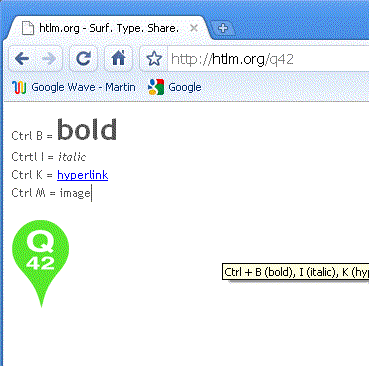 htlm.org - Surf. Type. Share.
http://htlm.org/q42
Google Wave - Martin Google
Ctrl B = bold
Ctrtl I = italic
Ctrl K = hyperlink
Ctrl M = image
Q
42
Ctrl + B (bold), I (italic), K (hy